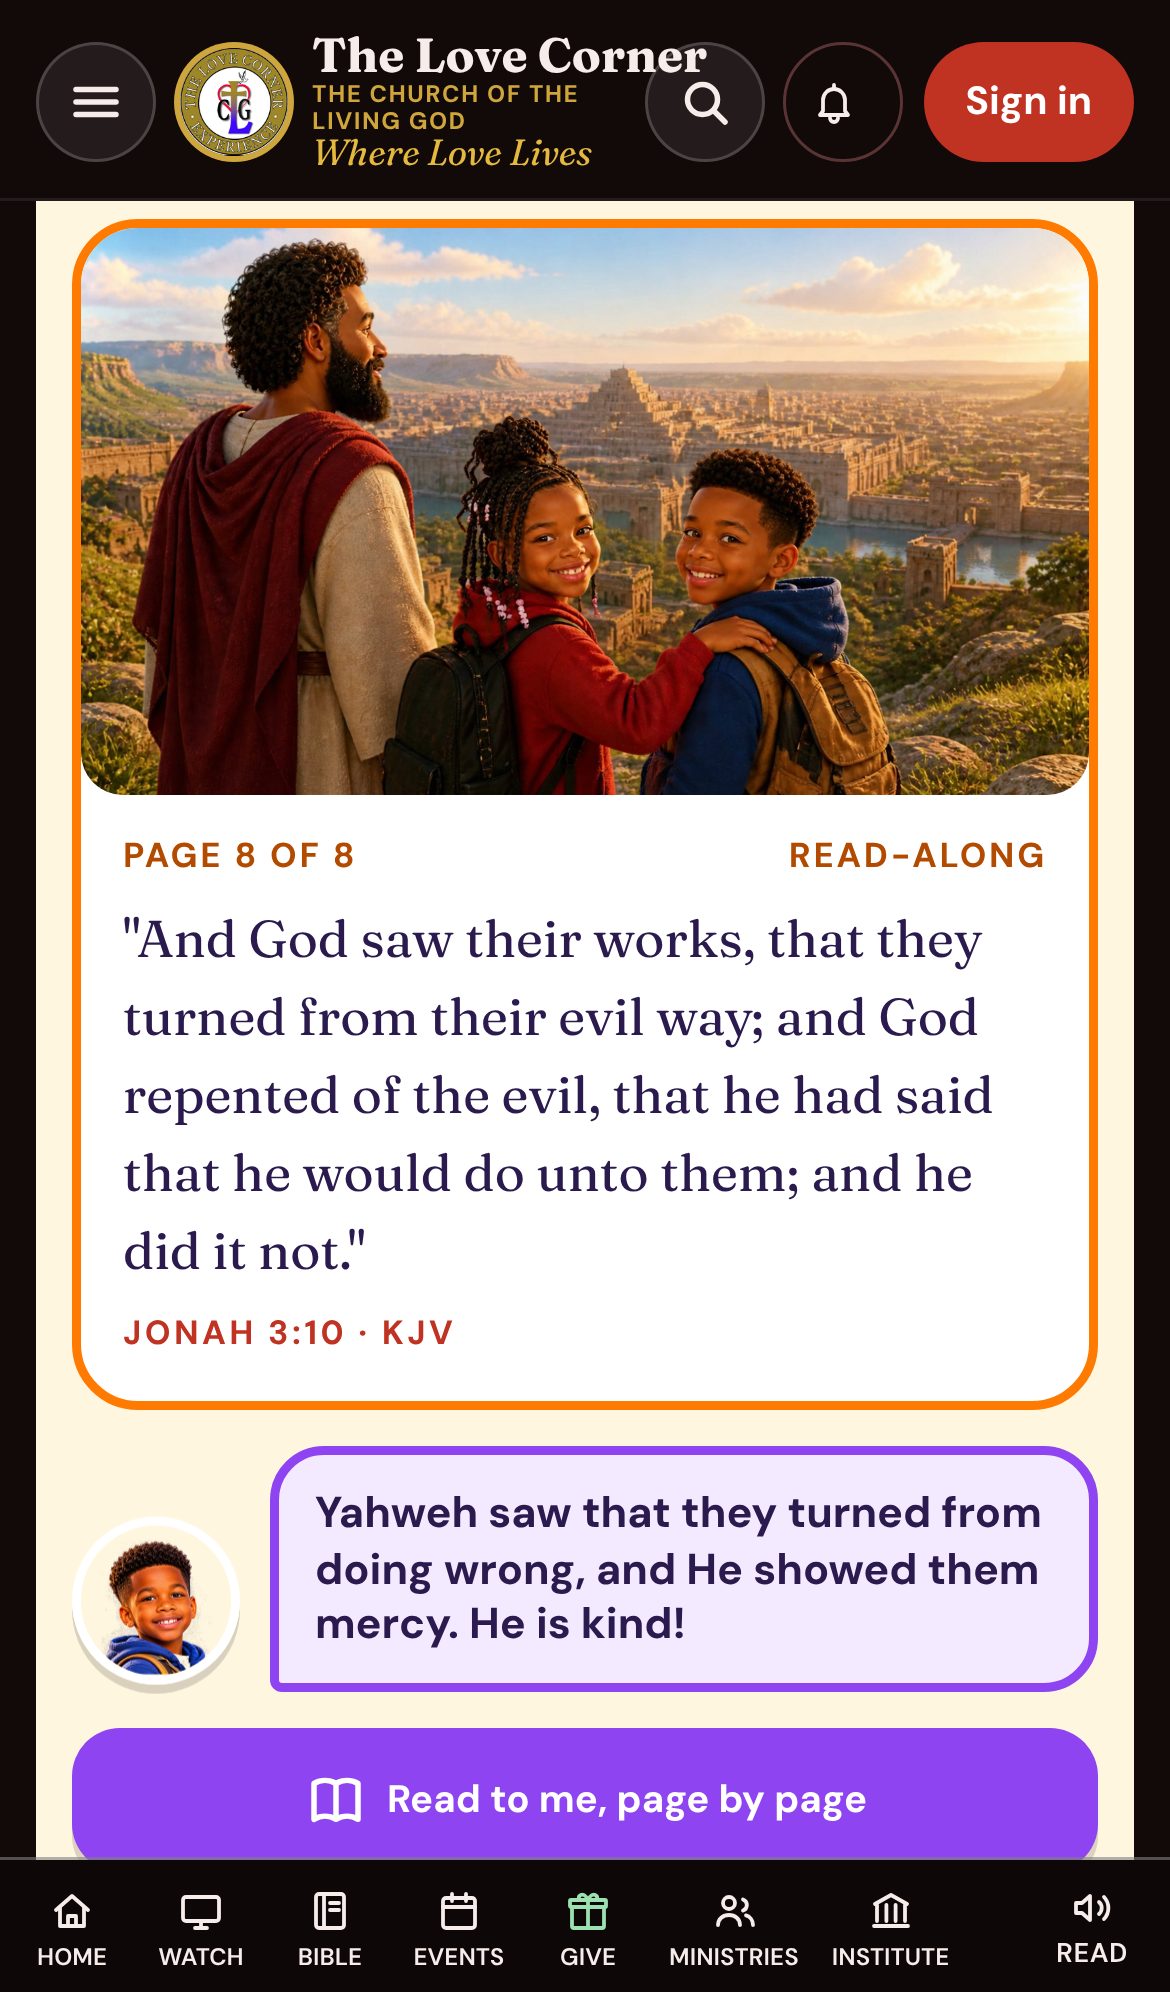 The Love Corner
THE CHURCH OF THE
LIVING GOD
Where Love Lives
THE LOVE CORNER
EXPERIENCE
C G
L
Sign in
PAGE 8 OF 8
READ-ALONG
"And God saw their works, that they
turned from their evil way; and God
repented of the evil, that he had said
that he would do unto them; and he
did it not."
JONAH 3:10 · KJV
Yahweh saw that they turned from
doing wrong, and He showed them
mercy. He is kind!
Read to me, page by page
HOME
WATCH
BIBLE
EVENTS
GIVE
MINISTRIES
INSTITUTE
READ